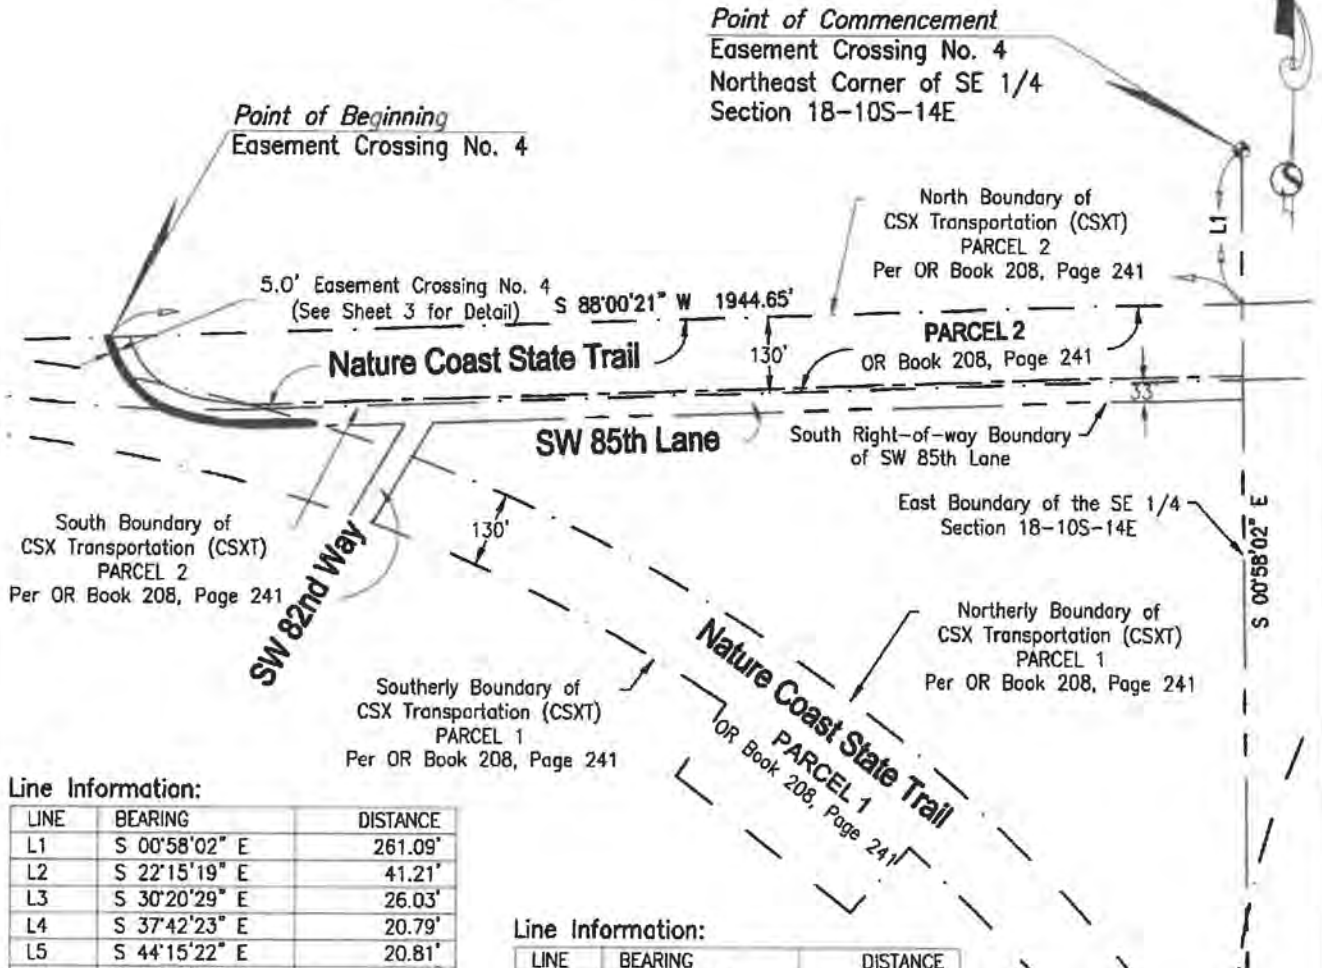 Point of Commencement
Easement Crossing No. 4
Northeast Corner of SE 1/4
Section 18-10S-14E
Point of Beginning
Easement Crossing No. 4
S
North Boundary of
CSX Transportation (CSXT)
PARCEL 2
Per OR Book 208, Page 241
L1
5.0' Easement Crossing No. 4
(See Sheet 3 for Detail)
S 88°00'21" W 1944.65'
Nature Coast State Trail
130'
PARCEL 2
OR Book 208, Page 241
33'
SW 85th Lane
South Right-of-way Boundary
of SW 85th Lane
East Boundary of the SE 1/4
Section 18-10S-14E
S 00°58'02" E
South Boundary of
CSX Transportation (CSXT)
PARCEL 2
Per OR Book 208, Page 241
SW 82nd Way
130'
Northerly Boundary of
CSX Transportation (CSXT)
PARCEL 1
Per OR Book 208, Page 241
Southerly Boundary of
CSX Transportation (CSXT)
PARCEL 1
Per OR Book 208, Page 241
Nature Coast State Trail
PARCEL 1
OR Book 208, Page 241
Line Information:
LINE BEARING DISTANCE
L1 S 00°58'02" E 261.09'
L2 S 22°15'19" E 41.21'
L3 S 30°20'29" E 26.03'
L4 S 37°42'23" E 20.79'
L5 S 44°15'22" E 20.81'
Line Information:
LINE BEARING DISTANCE